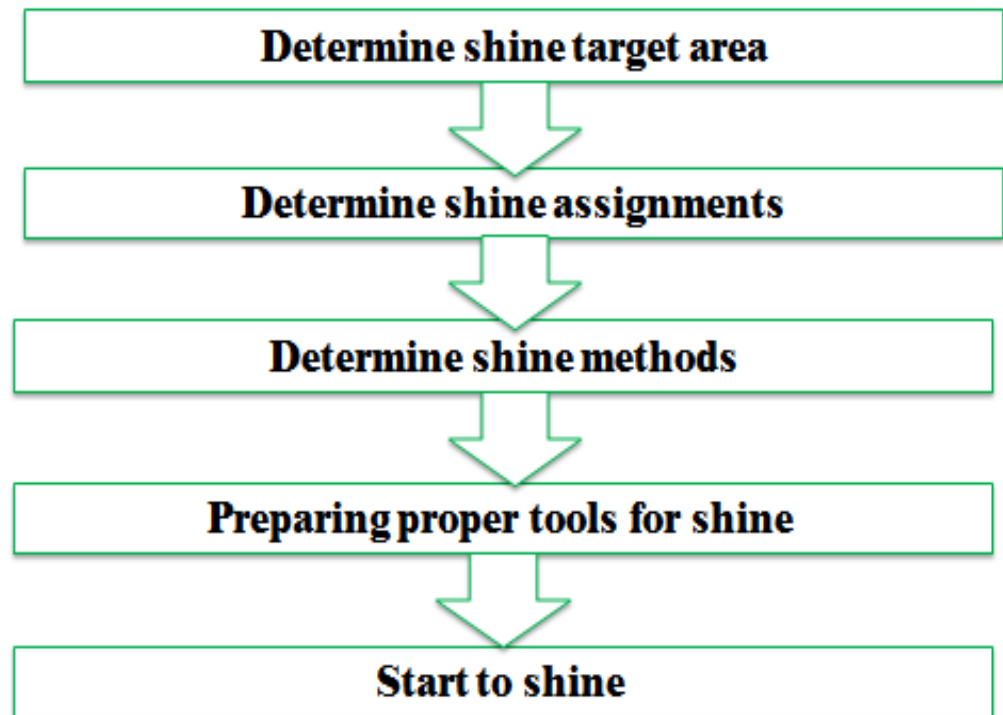 Determine shine target area
Determine shine assignments
Determine shine methods
Preparing proper tools for shine
Start to shine